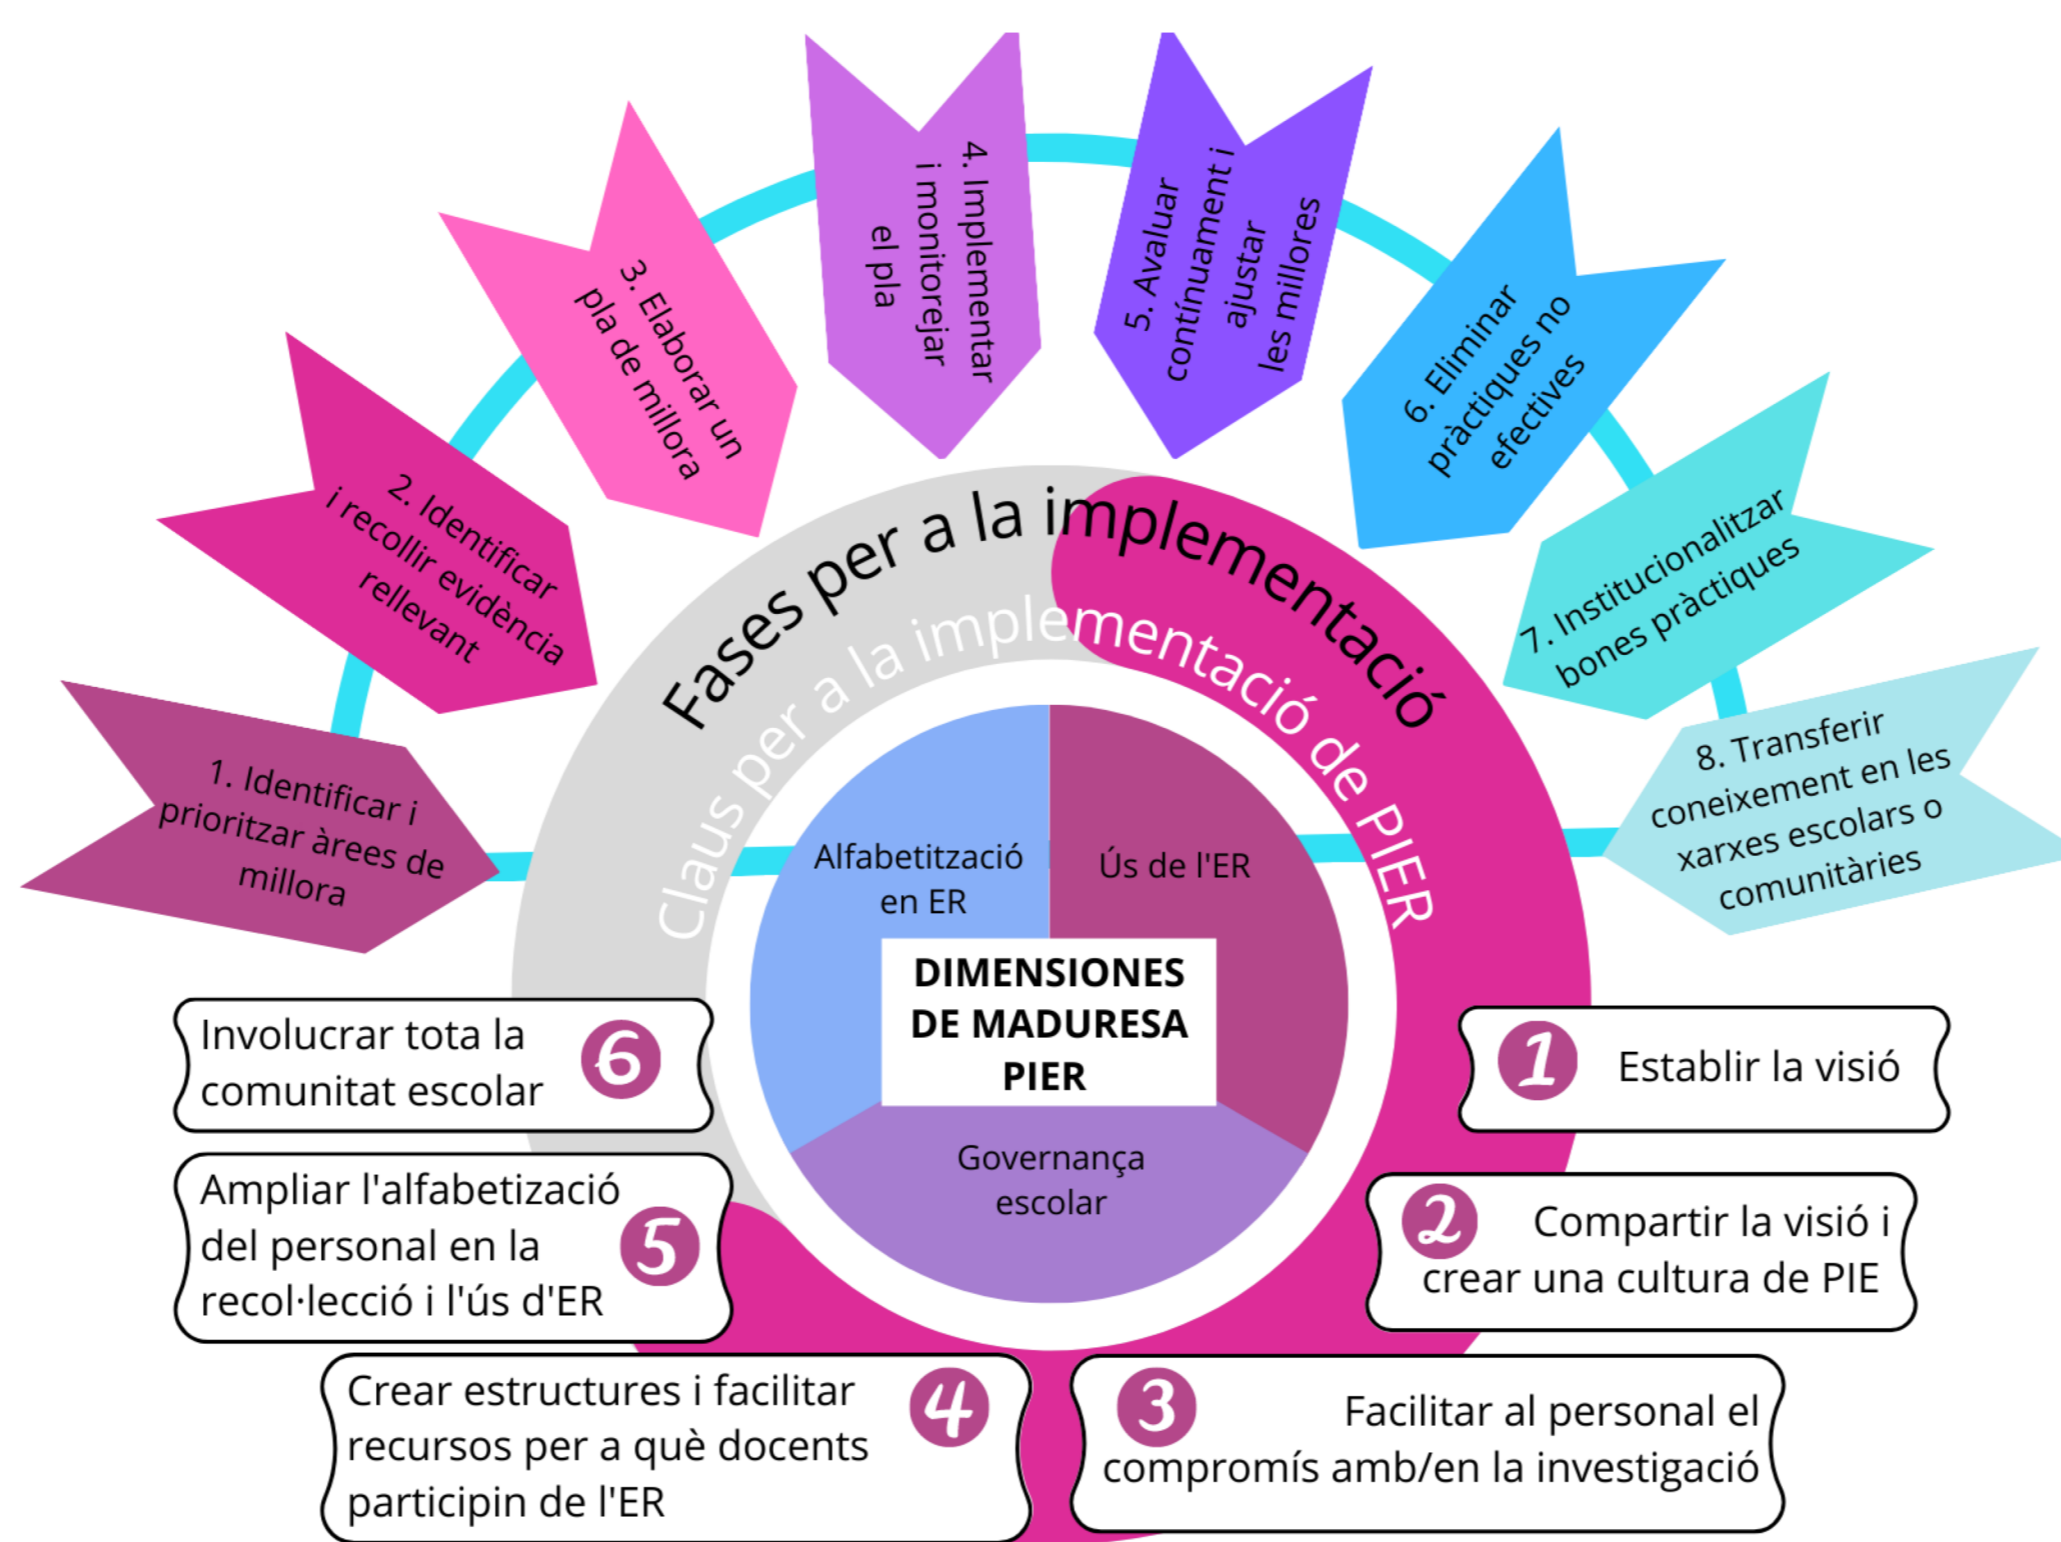 1. Identificar i
prioritzar àrees de
millora
2. Identificar
i recollir evidència
rellevant
3. Elaborar un
pla de millora
4. Implementar
i monitorejar
el pla
5. Avaluar
contínuament i
ajustar
les millores
6. Eliminar
pràctiques no
efectives
7. Institucionalitzar
bones pràctiques
8. Transferir
coneixement en les
xarxes escolars o
comunitàries
Fases per a la implementació
Claus per a la implementació de PIER
Alfabetització
en ER
Ús de l'ER
DIMENSIONES
DE MADURESA
PIER
Governança
escolar
1
Establir la visió
2
Compartir la visió i
crear una cultura de PIE
3
Facilitar al personal el
compromís amb/en la investigació
4
Crear estructures i facilitar
recursos per a què docents
participin de l'ER
5
Ampliar l'alfabetizació
del personal en la
recol·lecció i l'ús d'ER
6
Involucrar tota la
comunitat escolar